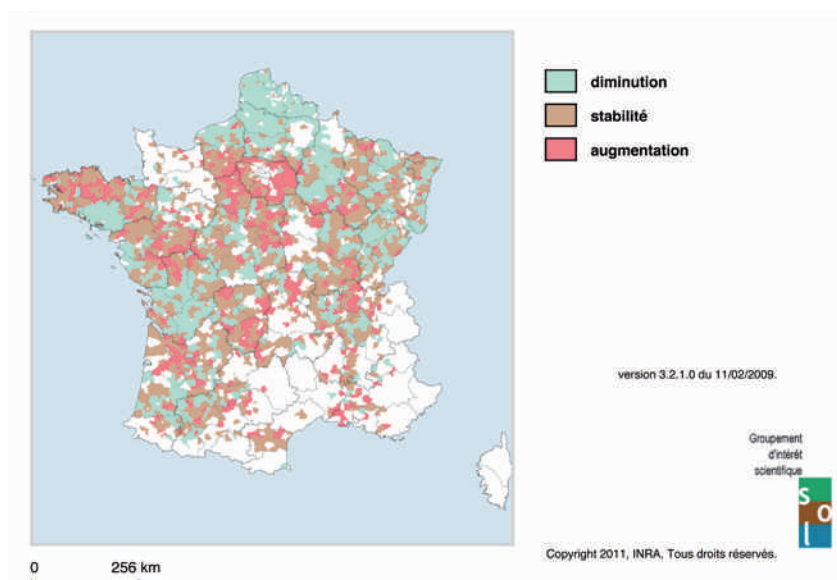 diminution
stabilité
augmentation
version 3.2.1.0 du 11/02/2009.
Groupement
d'intérêt
scientifique
s
o
l
Copyright 2011, INRA, Tous droits réservés.
0 256 km